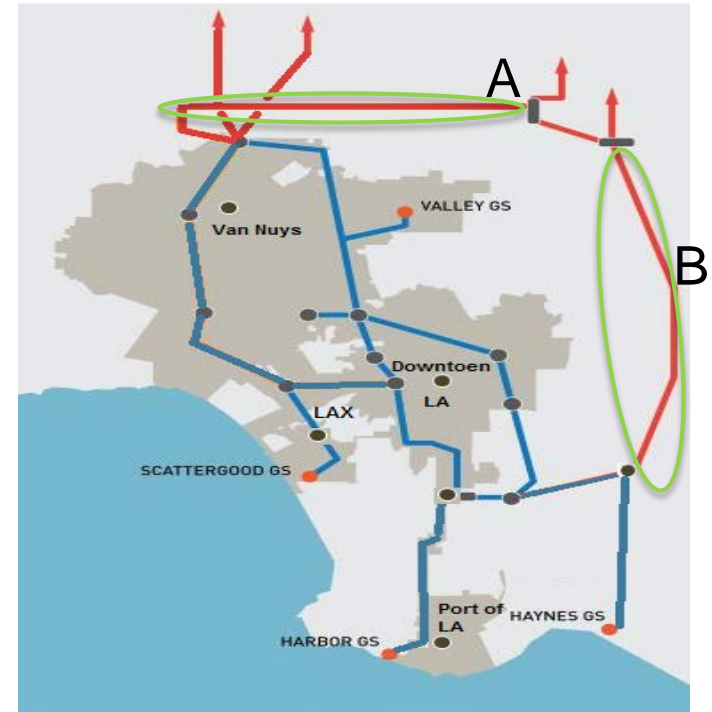 A
VALLEY GS
Van Nuys
B
Downtoen
LA
LAX
SCATTERGOOD GS
Port of
LA
HAYNES GS
HARBOR GS